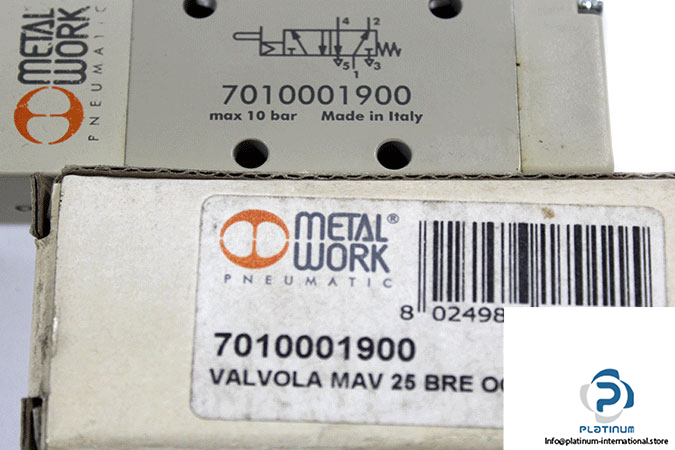 METAL
WORK
PNEUMATIC
4 2
5 3
1
7010001900
max 10 bar Made in Italy
METAL®
WORK
PNEUMATIC
8 02498
7010001900
VALVOLA MAV 25 BRE
PLATINUM
Info@platinum-international.store